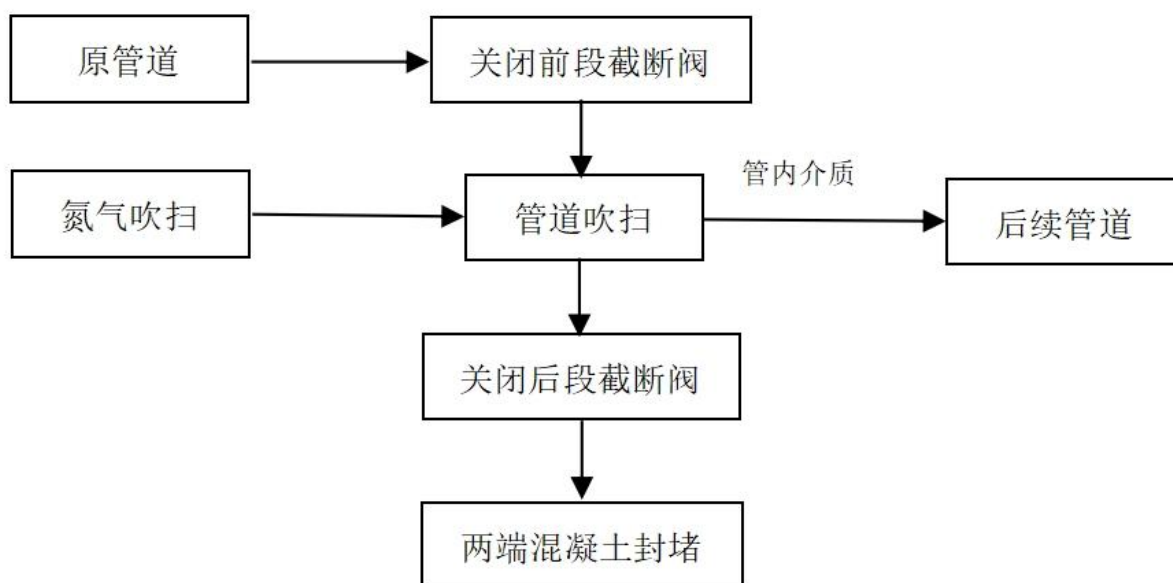 原管道
关闭前段截断阀
氮气吹扫
管道吹扫
管内介质
后续管道
关闭后段截断阀
两端混凝土封堵